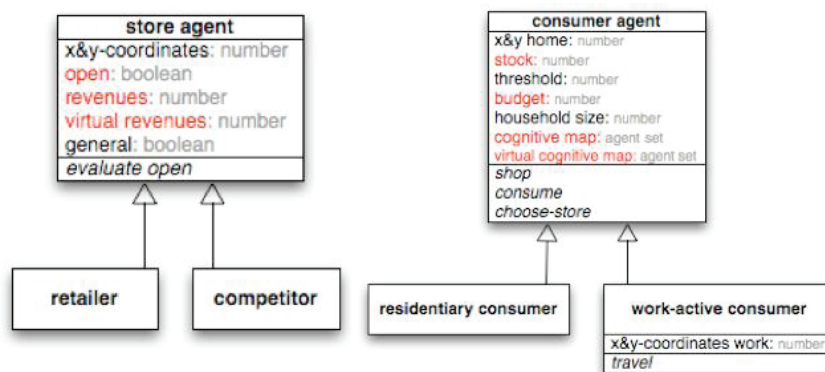 store agent
x&y-coordinates: number
open: boolean
revenues: number
virtual revenues: number
general: boolean
evaluate open
retailer
competitor
consumer agent
x&y home: number
stock: number
threshold: number
budget: number
household size: number
cognitive map: agent set
virtual cognitive map: agent set
shop
consume
choose-store
residentiary consumer
work-active consumer
x&y-coordinates work: number
travel